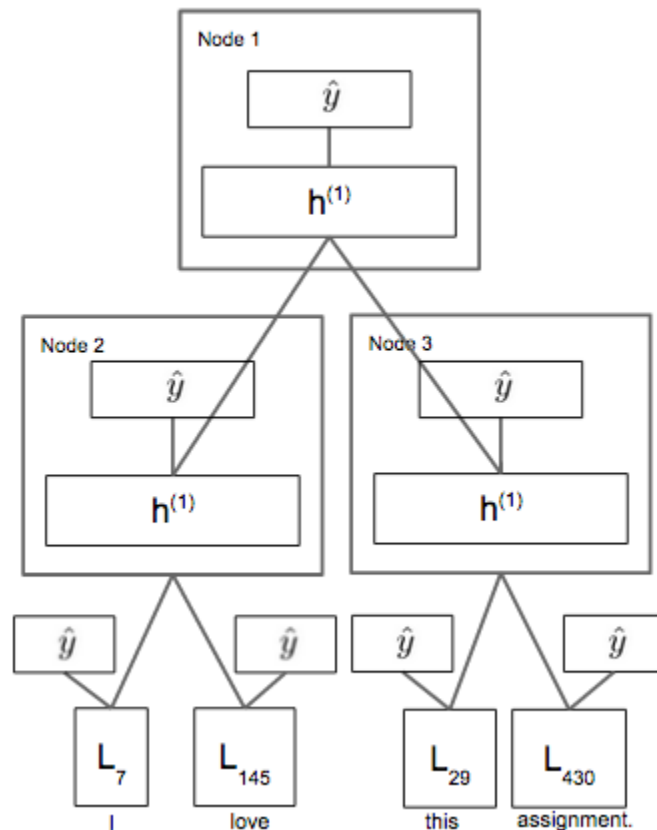 Node 1
ŷ
h⁽¹⁾
Node 2
ŷ
h⁽¹⁾
Node 3
ŷ
h⁽¹⁾
ŷ ŷ ŷ ŷ
L₇ L₁₄₅ L₂₉ L₄₃₀
I love this assignment.